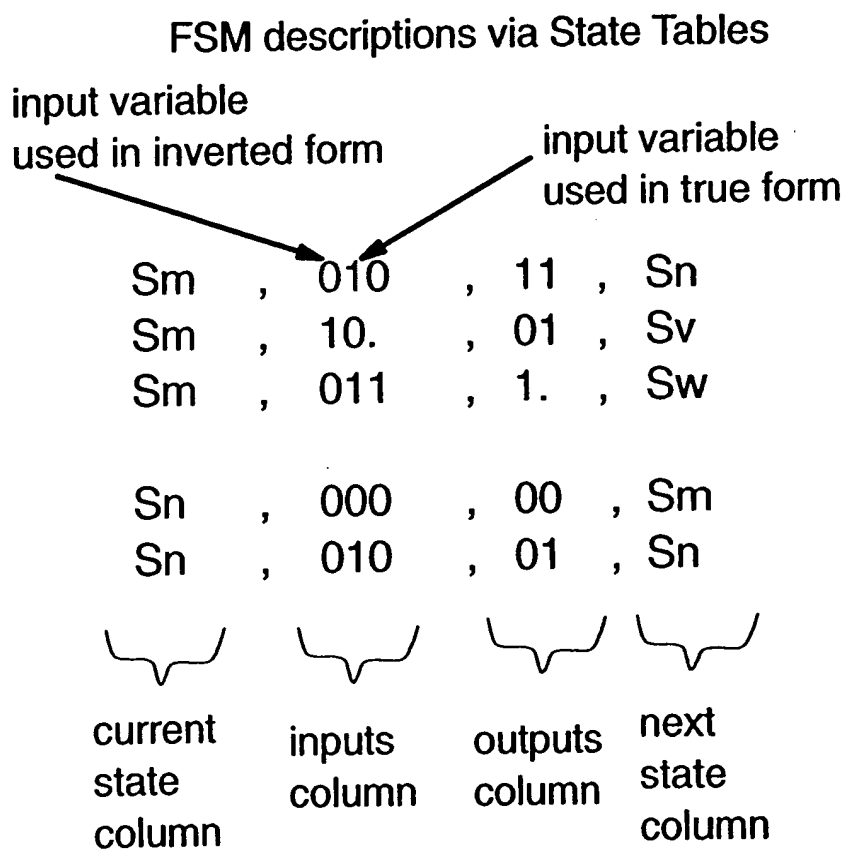 FSM descriptions via State Tables
input variable
used in inverted form
input variable
used in true form
Sm , 010 , 11 , Sn
Sm , 10. , 01 , Sv
Sm , 011 , 1. , Sw
Sn , 000 , 00 , Sm
Sn , 010 , 01 , Sn
current
state
column
inputs
column
outputs
column
next
state
column